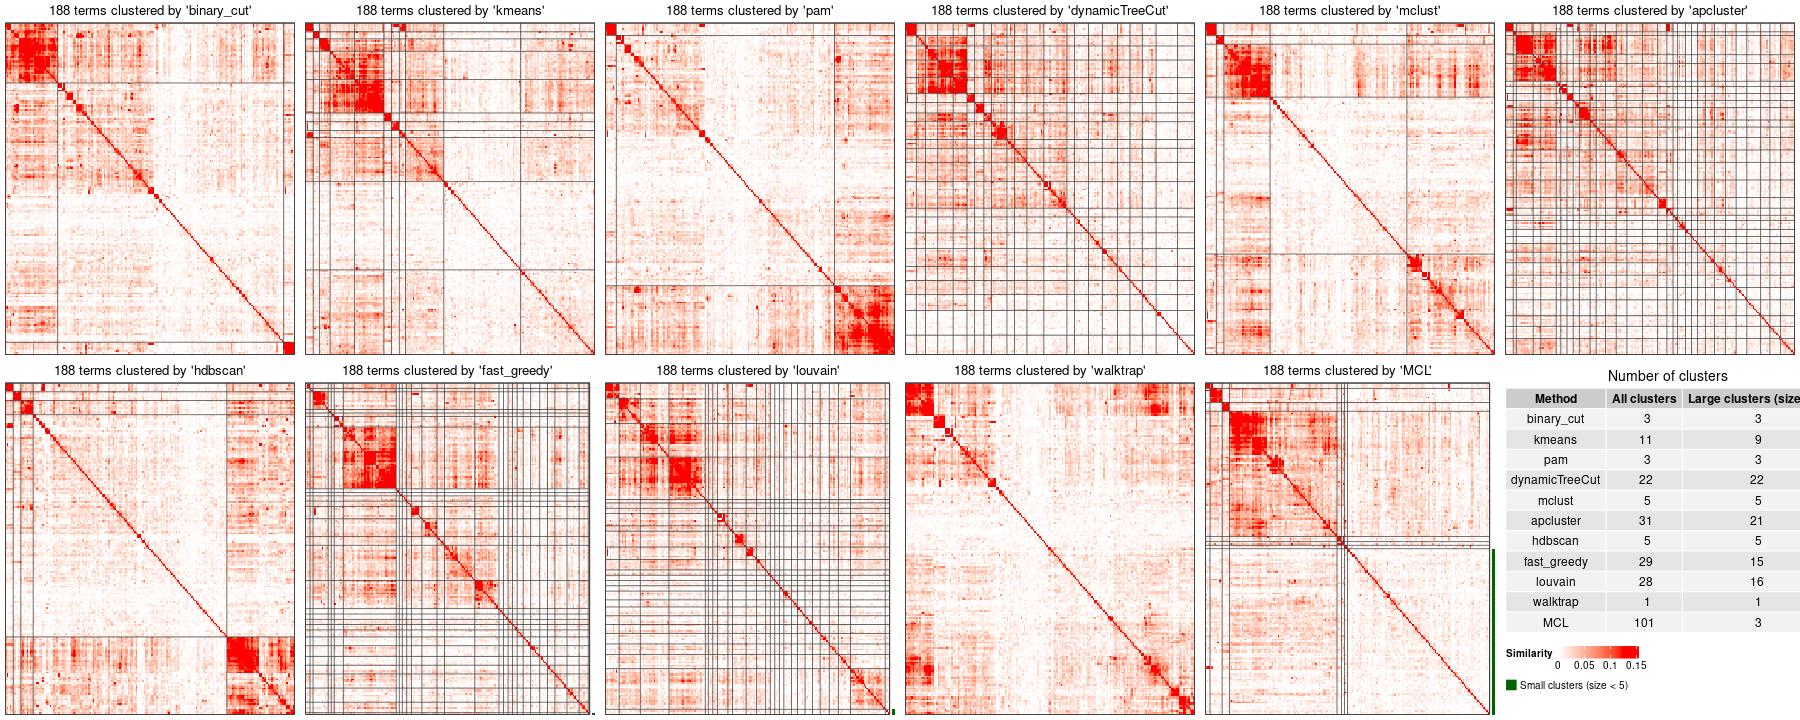 188 terms clustered by 'binary_cut'
188 terms clustered by 'kmeans'
188 terms clustered by 'pam'
188 terms clustered by 'dynamicTreeCut'
188 terms clustered by 'mclust'
188 terms clustered by 'apcluster'
188 terms clustered by 'hdbscan'
188 terms clustered by 'fast_greedy'
188 terms clustered by 'louvain'
188 terms clustered by 'walktrap'
188 terms clustered by 'MCL'
Number of clusters
Method All clusters Large clusters (size
binary_cut 3 3
kmeans 11 9
pam 3 3
dynamicTreeCut 22 22
mclust 5 5
apcluster 31 21
hdbscan 5 5
fast_greedy 29 15
louvain 28 16
walktrap 1 1
MCL 101 3
Similarity
0 0.05 0.1 0.15
Small clusters (size < 5)